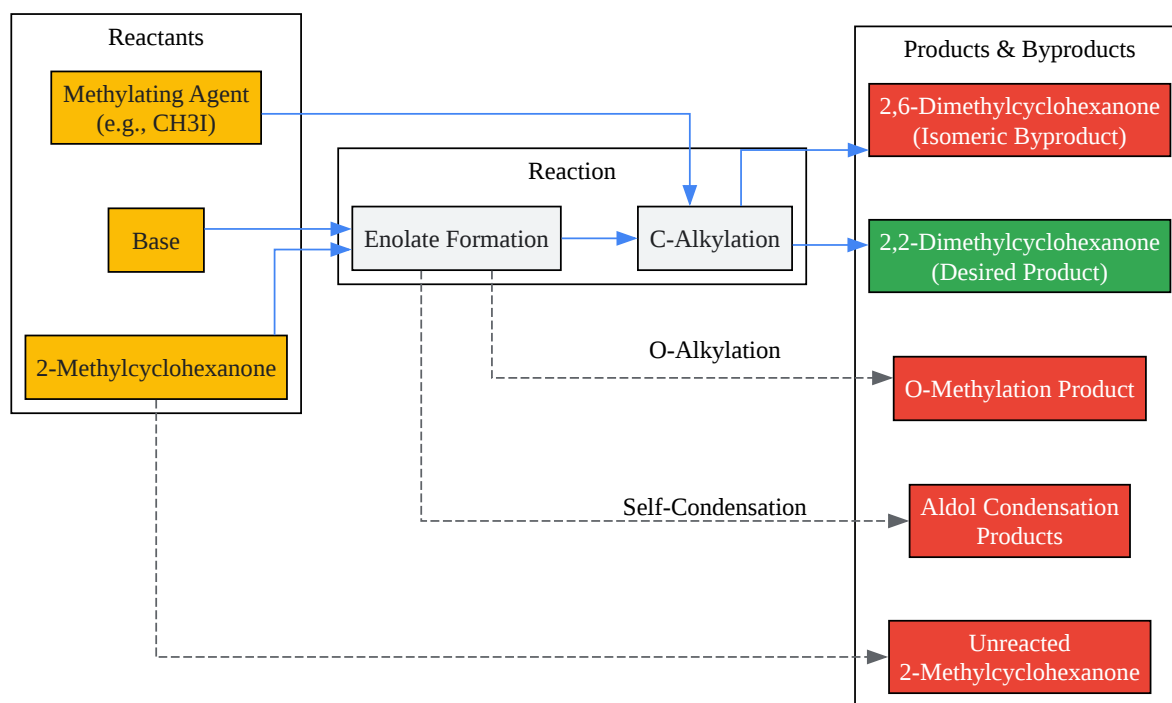 Reactants
Methylating Agent
(e.g., CH3I)
Base
2-Methylcyclohexanone
Reaction
Enolate Formation
C-Alkylation
O-Alkylation
Self-Condensation
Products & Byproducts
2,6-Dimethylcyclohexanone
(Isomeric Byproduct)
2,2-Dimethylcyclohexanone
(Desired Product)
O-Methylation Product
Aldol Condensation
Products
Unreacted
2-Methylcyclohexanone